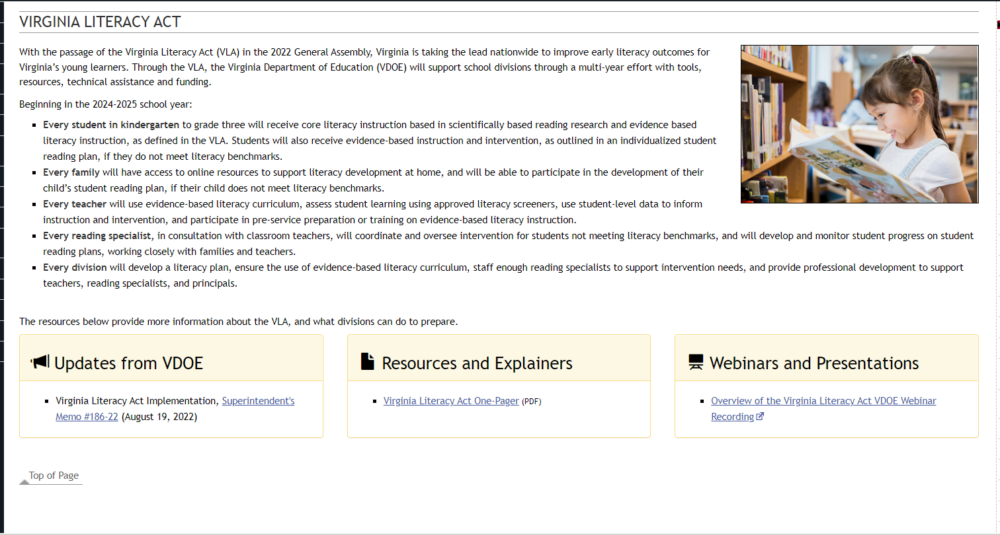 VIRGINIA LITERACY ACT
With the passage of the Virginia Literacy Act (VLA) in the 2022 General Assembly, Virginia is taking the lead nationwide to improve early literacy outcomes for
Virginia’s young learners. Through the VLA, the Virginia Department of Education (VDOE) will support school divisions through a multi-year effort with tools,
resources, technical assistance and funding.
Beginning in the 2024-2025 school year:
▪ Every student in kindergarten to grade three will receive core literacy instruction based in scientifically based reading research and evidence based
literacy instruction, as defined in the VLA. Students will also receive evidence-based instruction and intervention, as outlined in an individualized student
reading plan, if they do not meet literacy benchmarks.
▪ Every family will have access to online resources to support literacy development at home, and will be able to participate in the development of their
child’s student reading plan, if their child does not meet literacy benchmarks.
▪ Every teacher will use evidence-based literacy curriculum, assess student learning using approved literacy screeners, use student-level data to inform
instruction and intervention, and participate in pre-service preparation or training on evidence-based literacy instruction.
▪ Every reading specialist, in consultation with classroom teachers, will coordinate and oversee intervention for students not meeting literacy benchmarks, and will develop and monitor student progress on student
reading plans, working closely with families and teachers.
▪ Every division will develop a literacy plan, ensure the use of evidence-based literacy curriculum, staff enough reading specialists to support intervention needs, and provide professional development to support
teachers, reading specialists, and principals.
The resources below provide more information about the VLA, and what divisions can do to prepare.
Updates from VDOE
▪ Virginia Literacy Act Implementation, Superintendent's
Memo #186-22 (August 19, 2022)
Resources and Explainers
▪ Virginia Literacy Act One-Pager (PDF)
Webinars and Presentations
▪ Overview of the Virginia Literacy Act VDOE Webinar
Recording
Top of Page